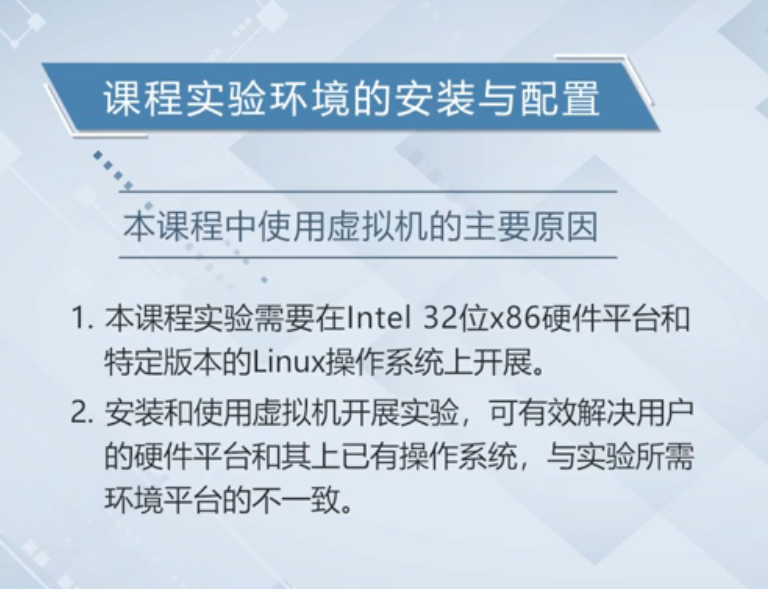 课程实验环境的安装与配置
本课程中使用虚拟机的主要原因
1. 本课程实验需要在Intel 32位x86硬件平台和
特定版本的Linux操作系统上开展。
2. 安装和使用虚拟机开展实验，可有效解决用户
的硬件平台和其上已有操作系统，与实验所需
环境平台的不一致。